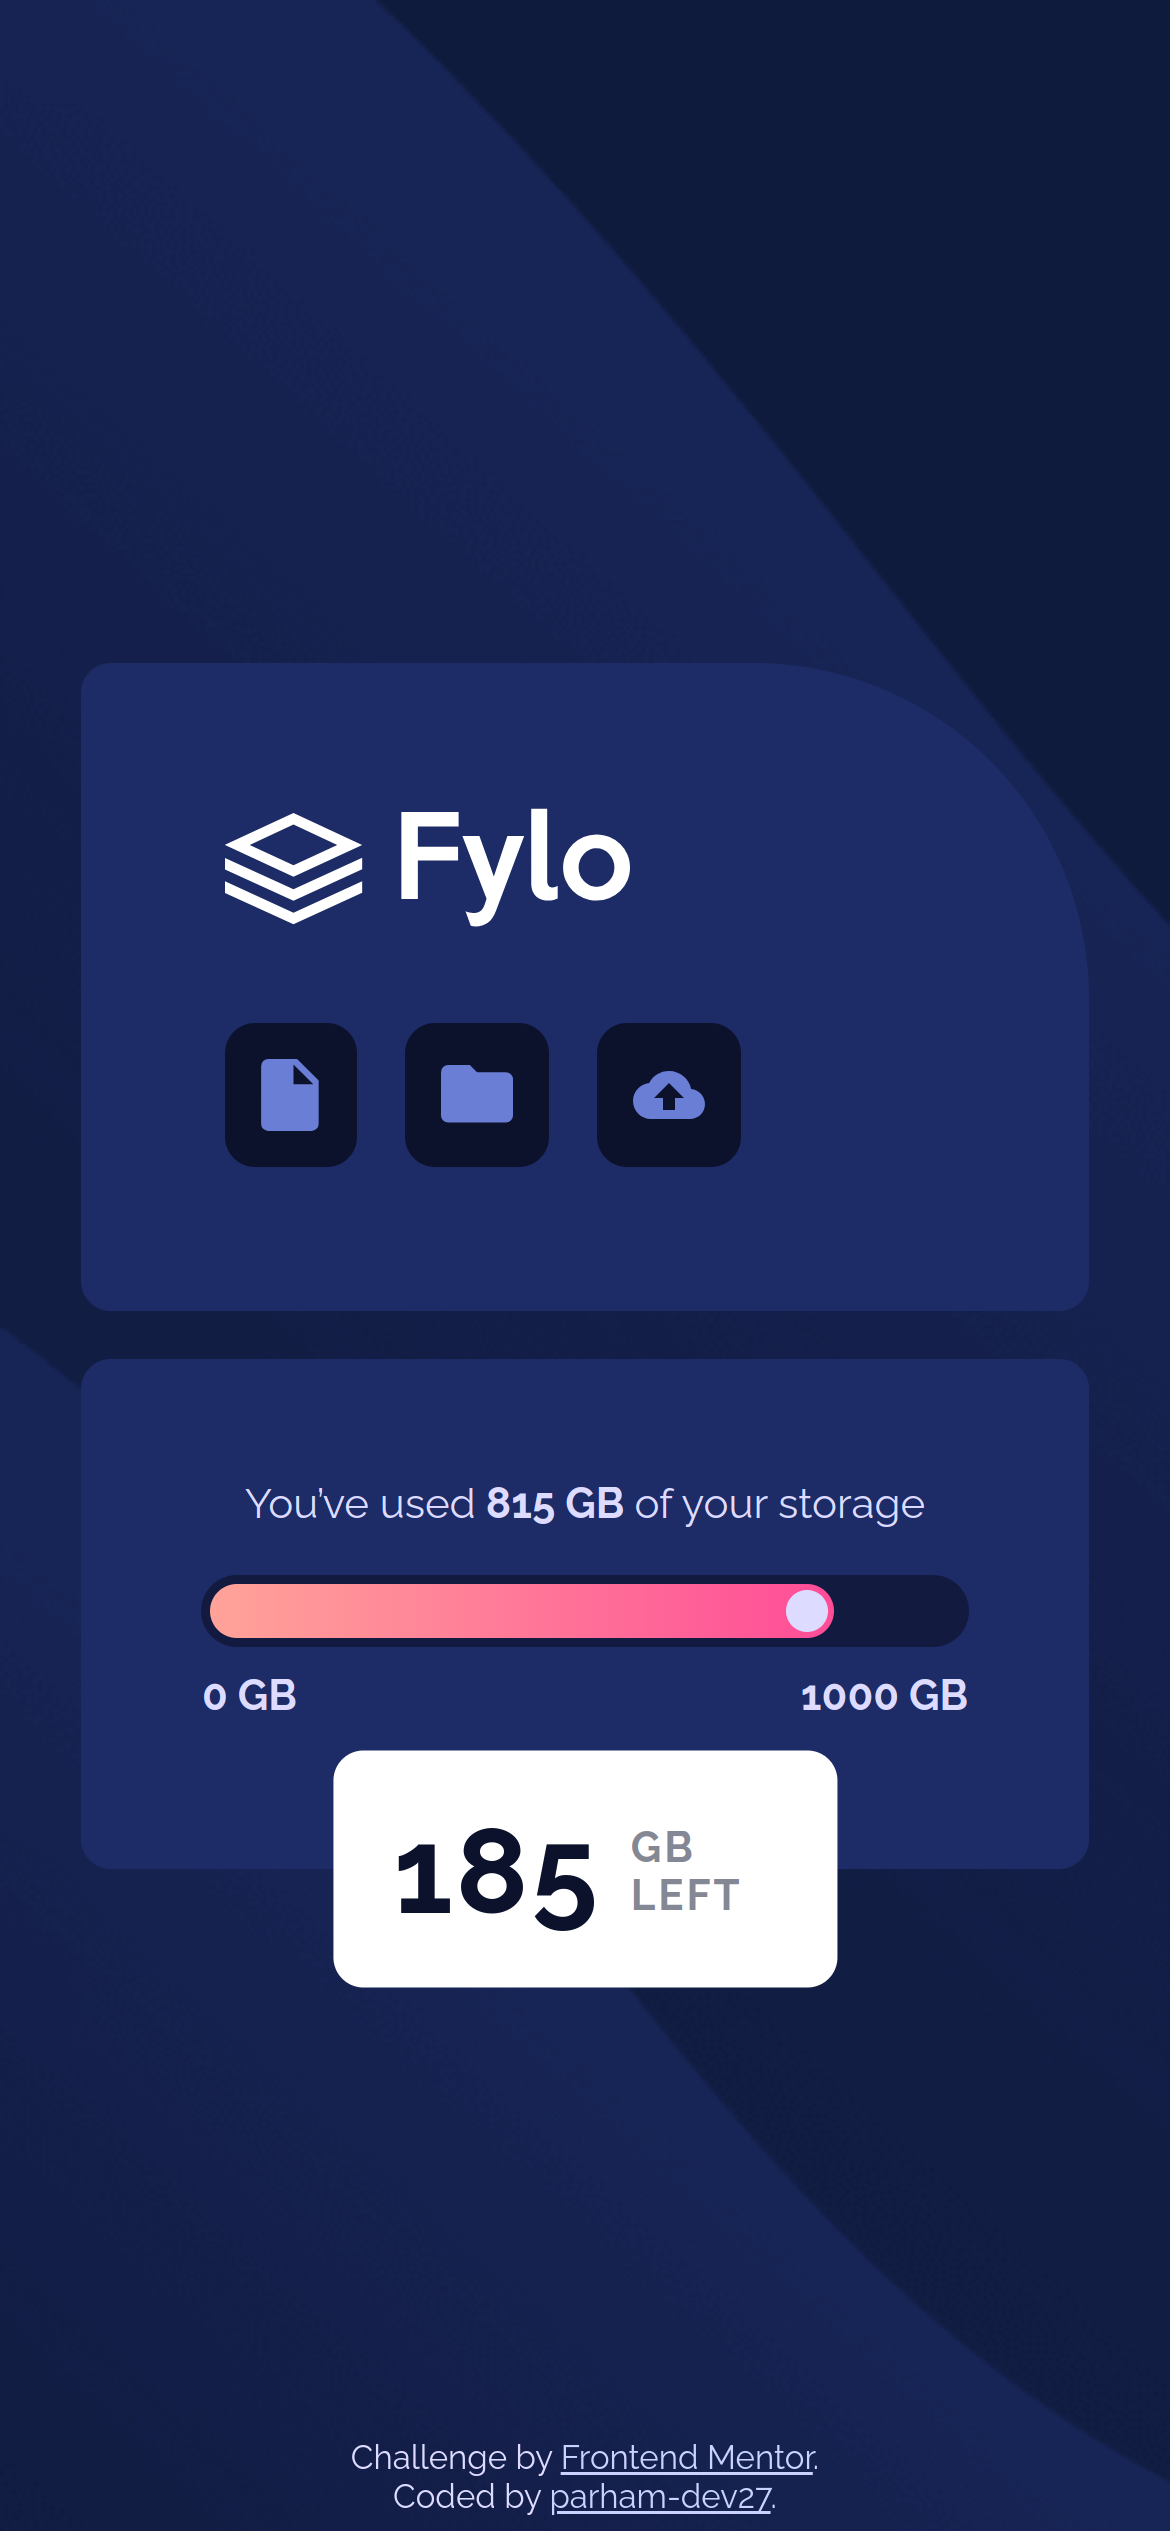 Fylo
You’ve used 815 GB of your storage
0 GB
1000 GB
185
GB
LEFT
Challenge by Frontend Mentor.
Coded by parham-dev27.